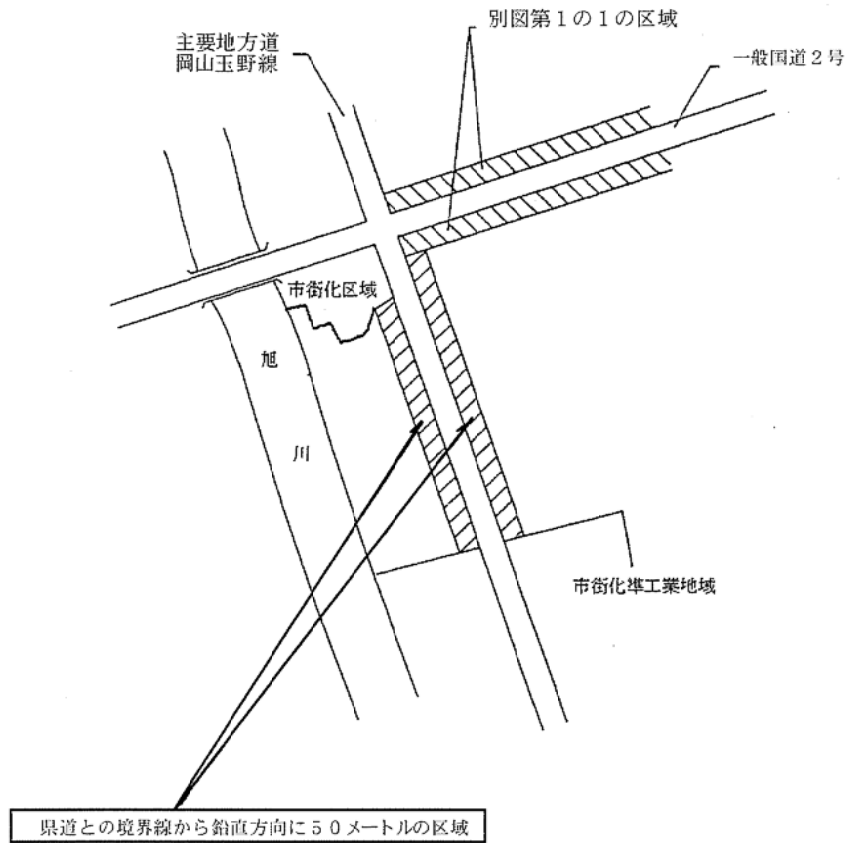 別図第1の1の区域
主要地方道
岡山玉野線
一般国道2号
市街化区域
旭
川
市街化準工業地域
県道との境界線から鉛直方向に50メートルの区域